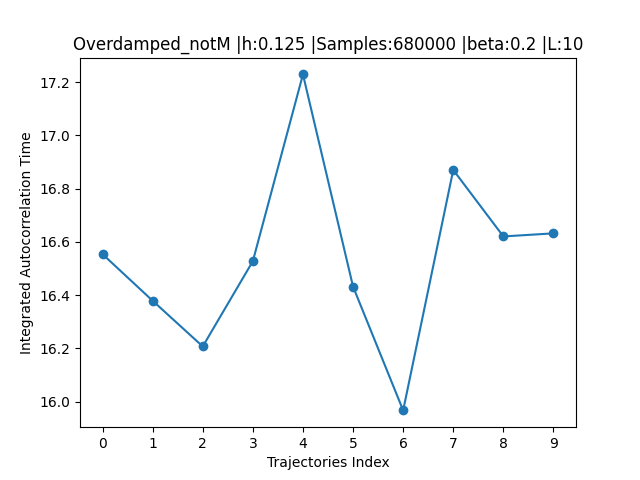 Overdamped_notM |h:0.125 |Samples:680000 |beta:0.2 |L:10
17.2
17.0
16.8
16.6
16.4
16.2
16.0
Integrated Autocorrelation Time
0 1 2 3 4 5 6 7 8 9
Trajectories Index